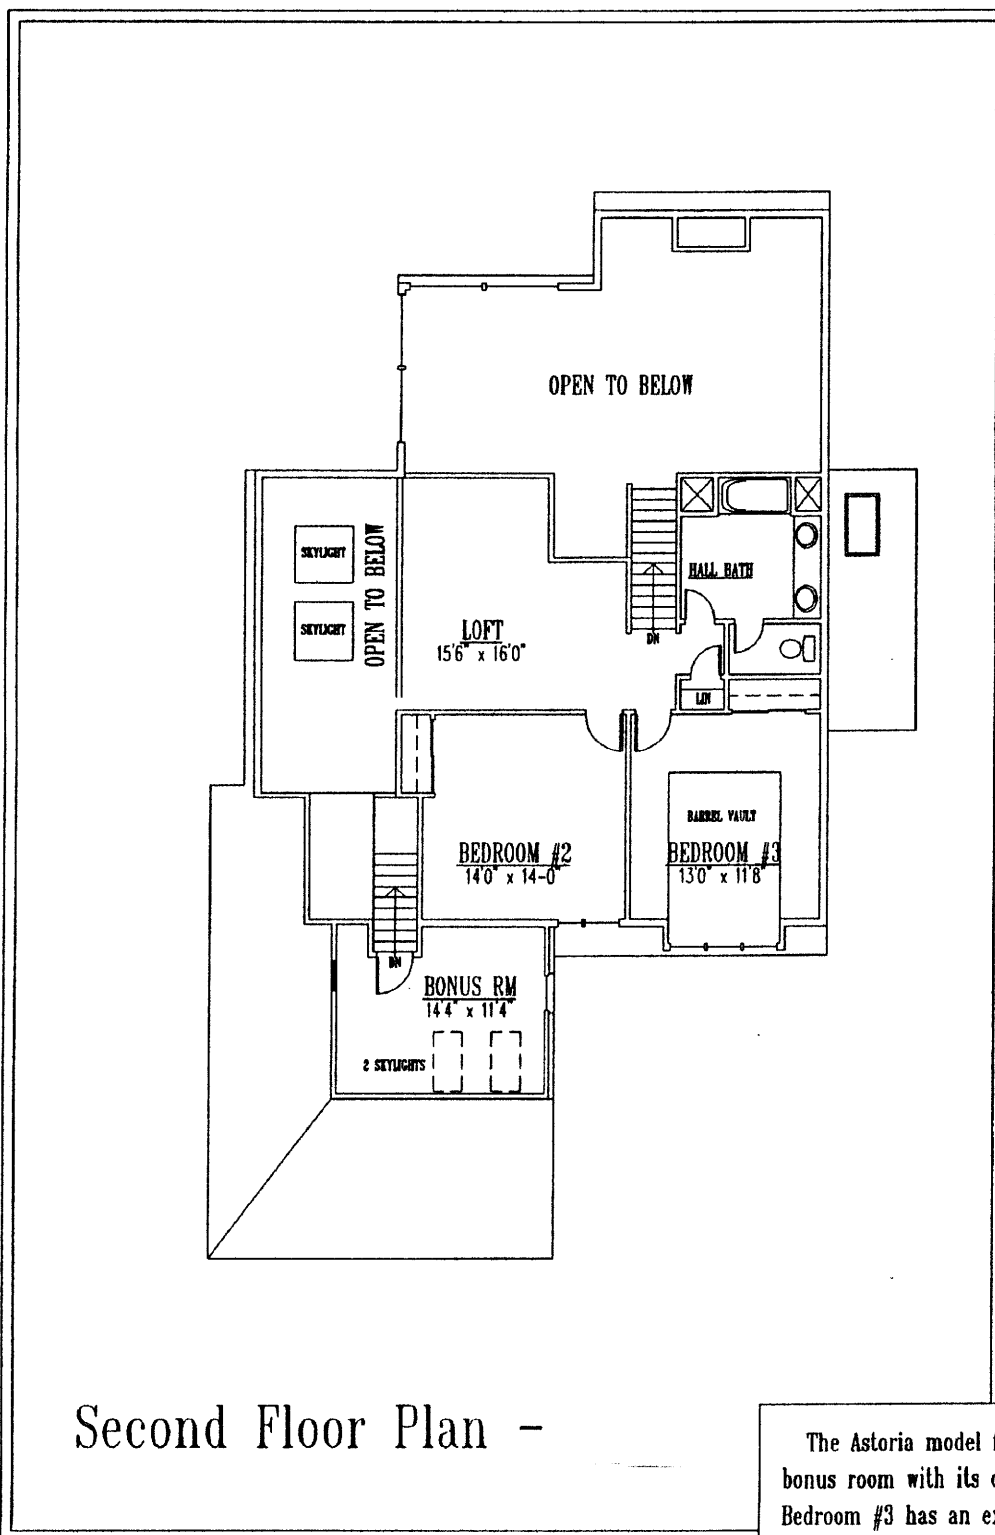 OPEN TO BELOW
SKYLIGHT
SKYLIGHT
OPEN TO BELOW
HALL BATH
LOFT
15'6" x 16'0"
DN
LIN
BARREL VAULT
BEDROOM #2
14'0" x 14-0"
BEDROOM #3
13'0" x 11'8"
DN
BONUS RM
14'4" x 11'4"
2 SKYLIGHTS
Second Floor Plan -
The Astoria model
bonus room with its
Bedroom #3 has an